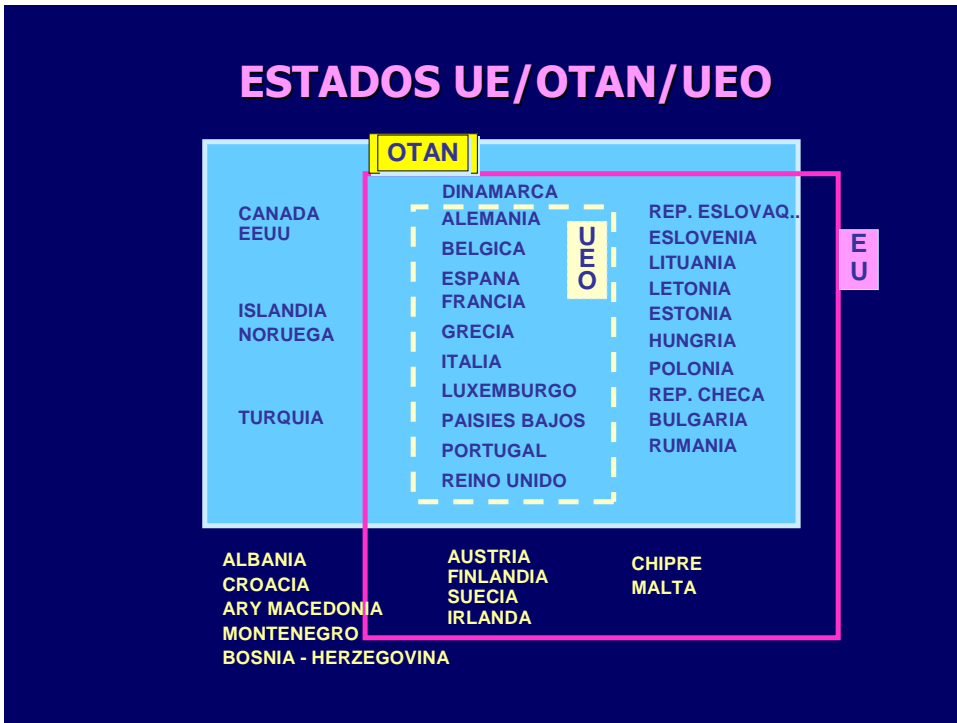 ESTADOS UE/OTAN/UEO
OTAN
CANADA
EEUU
ISLANDIA
NORUEGA
TURQUIA
DINAMARCA
ALEMANIA
BELGICA
ESPANA
FRANCIA
GRECIA
ITALIA
LUXEMBURGO
PAISIES BAJOS
PORTUGAL
REINO UNIDO
U
E
O
REP. ESLOVAQ..
ESLOVENIA
LITUANIA
LETONIA
ESTONIA
HUNGRIA
POLONIA
REP. CHECA
BULGARIA
RUMANIA
E
U
ALBANIA
CROACIA
ARY MACEDONIA
MONTENEGRO
BOSNIA - HERZEGOVINA
AUSTRIA
FINLANDIA
SUECIA
IRLANDA
CHIPRE
MALTA